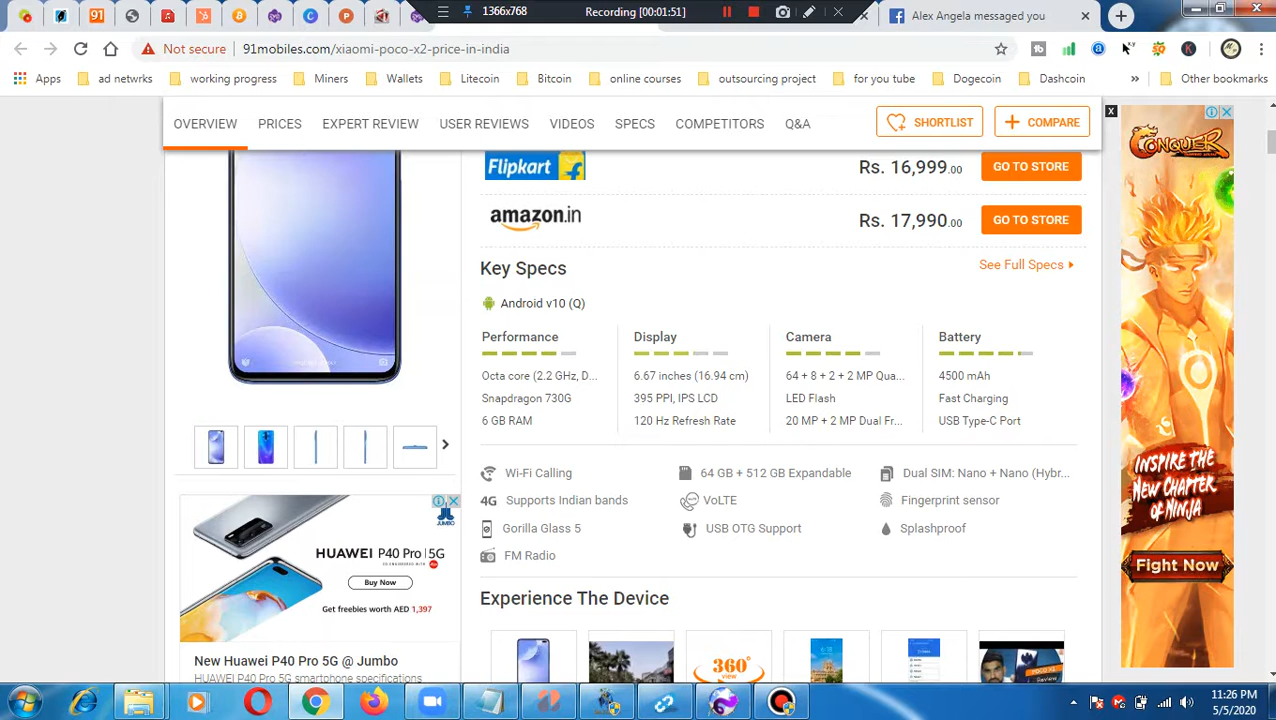 1366x768
Recording [00:01:51]
Alex Angela messaged you
Not secure
91mobiles.com/xiaomi-poco-x2-price-in-india
Apps
ad netwrks
working progress
Miners
Wallets
Litecoin
Bitcoin
online courses
outsourcing project
for you tube
Dogecoin
Dashcoin
Other bookmarks
OVERVIEW
PRICES
EXPERT REVIEW
USER REVIEWS
VIDEOS
SPECS
COMPETITORS
Q&A
SHORTLIST
COMPARE
Flipkart
Rs. 16,999.00
GO TO STORE
amazon.in
Rs. 17,990.00
GO TO STORE
Key Specs
See Full Specs
Android v10 (Q)
Performance
Octa core (2.2 GHz, D...
Snapdragon 730G
6 GB RAM
Display
6.67 inches (16.94 cm)
395 PPI, IPS LCD
120 Hz Refresh Rate
Camera
64 + 8 + 2 + 2 MP Qua...
LED Flash
20 MP + 2 MP Dual Fr...
Battery
4500 mAh
Fast Charging
USB Type-C Port
Wi-Fi Calling
64 GB + 512 GB Expandable
Dual SIM: Nano + Nano (Hybr...
4G
Supports Indian bands
VoLTE
Fingerprint sensor
Gorilla Glass 5
USB OTG Support
Splashproof
FM Radio
Experience The Device
360°
VIEW
JUMBO
HUAWEI P40 Pro | 5G
Buy Now
Get freebies worth AED 1,397
New Huawei P40 Pro 5G @ Jumbo
HUAWEI P40 Pro 5G smartphone specifications
X
CONQUER
INSPIRE THE
NEW CHAPTER
OF NINJA
Fight Now
11:26 PM
5/5/2020